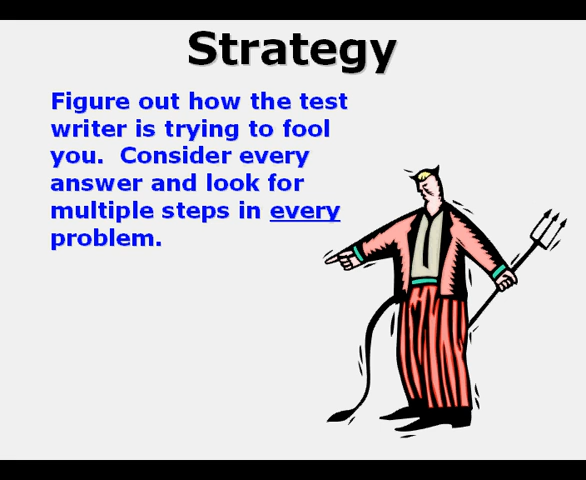 Strategy
Figure out how the test
writer is trying to fool
you.  Consider every
answer and look for
multiple steps in every
problem.